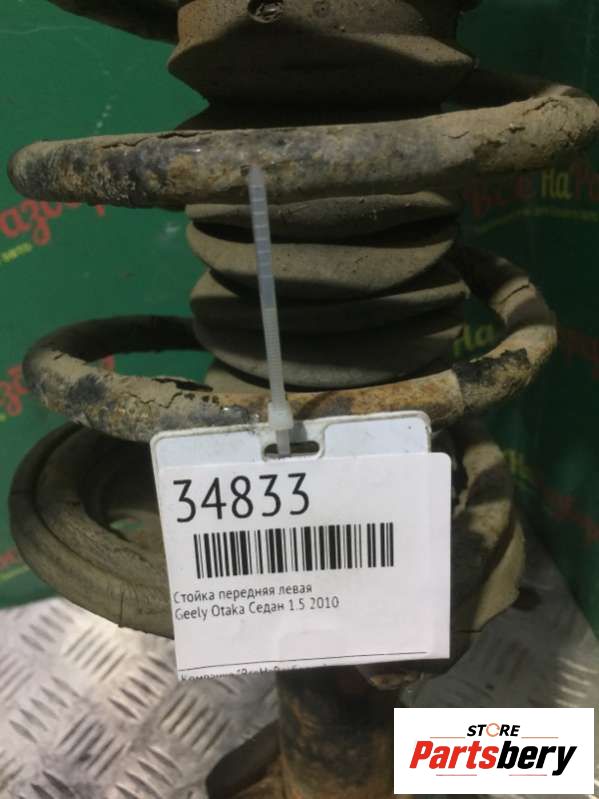 34833
Стойка передняя левая
Geely Otaka Седан 1.5 2010
STORE
Partsbery